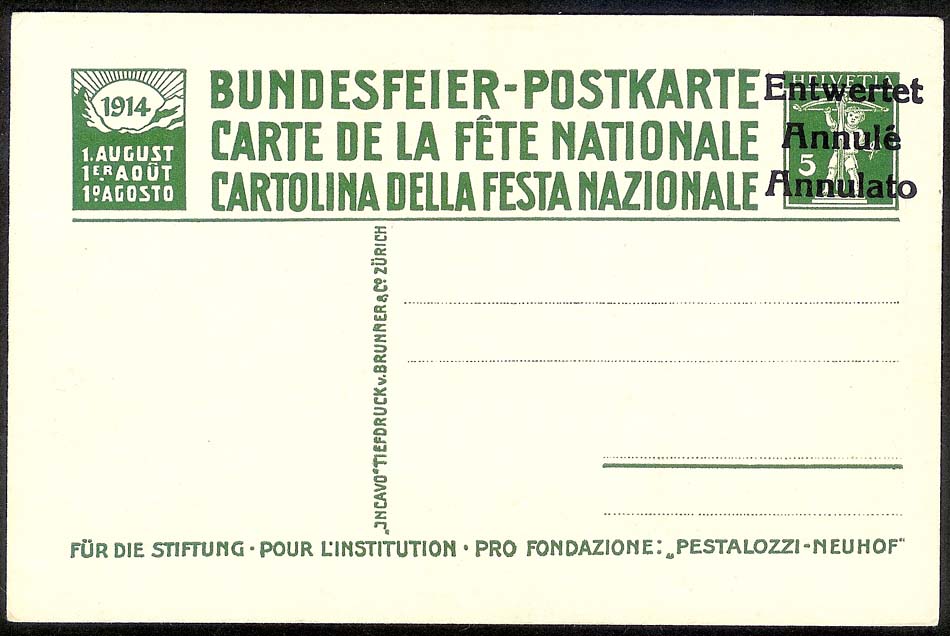 1914
1. AUGUST
1ER AOÛT
1O. AGOSTO
BUNDESFEIER-POSTKARTE
CARTE DE LA FÊTE NATIONALE
CARTOLINA DELLA FESTA NAZIONALE
HELVETIA
5
Entwertet
Annulé
Annulato
„INCAVO“ TIEFDRUCK v. BRUNNER & Co ZÜRICH
FÜR DIE STIFTUNG · POUR L'INSTITUTION · PRO FONDAZIONE: „PESTALOZZI-NEUHOF“